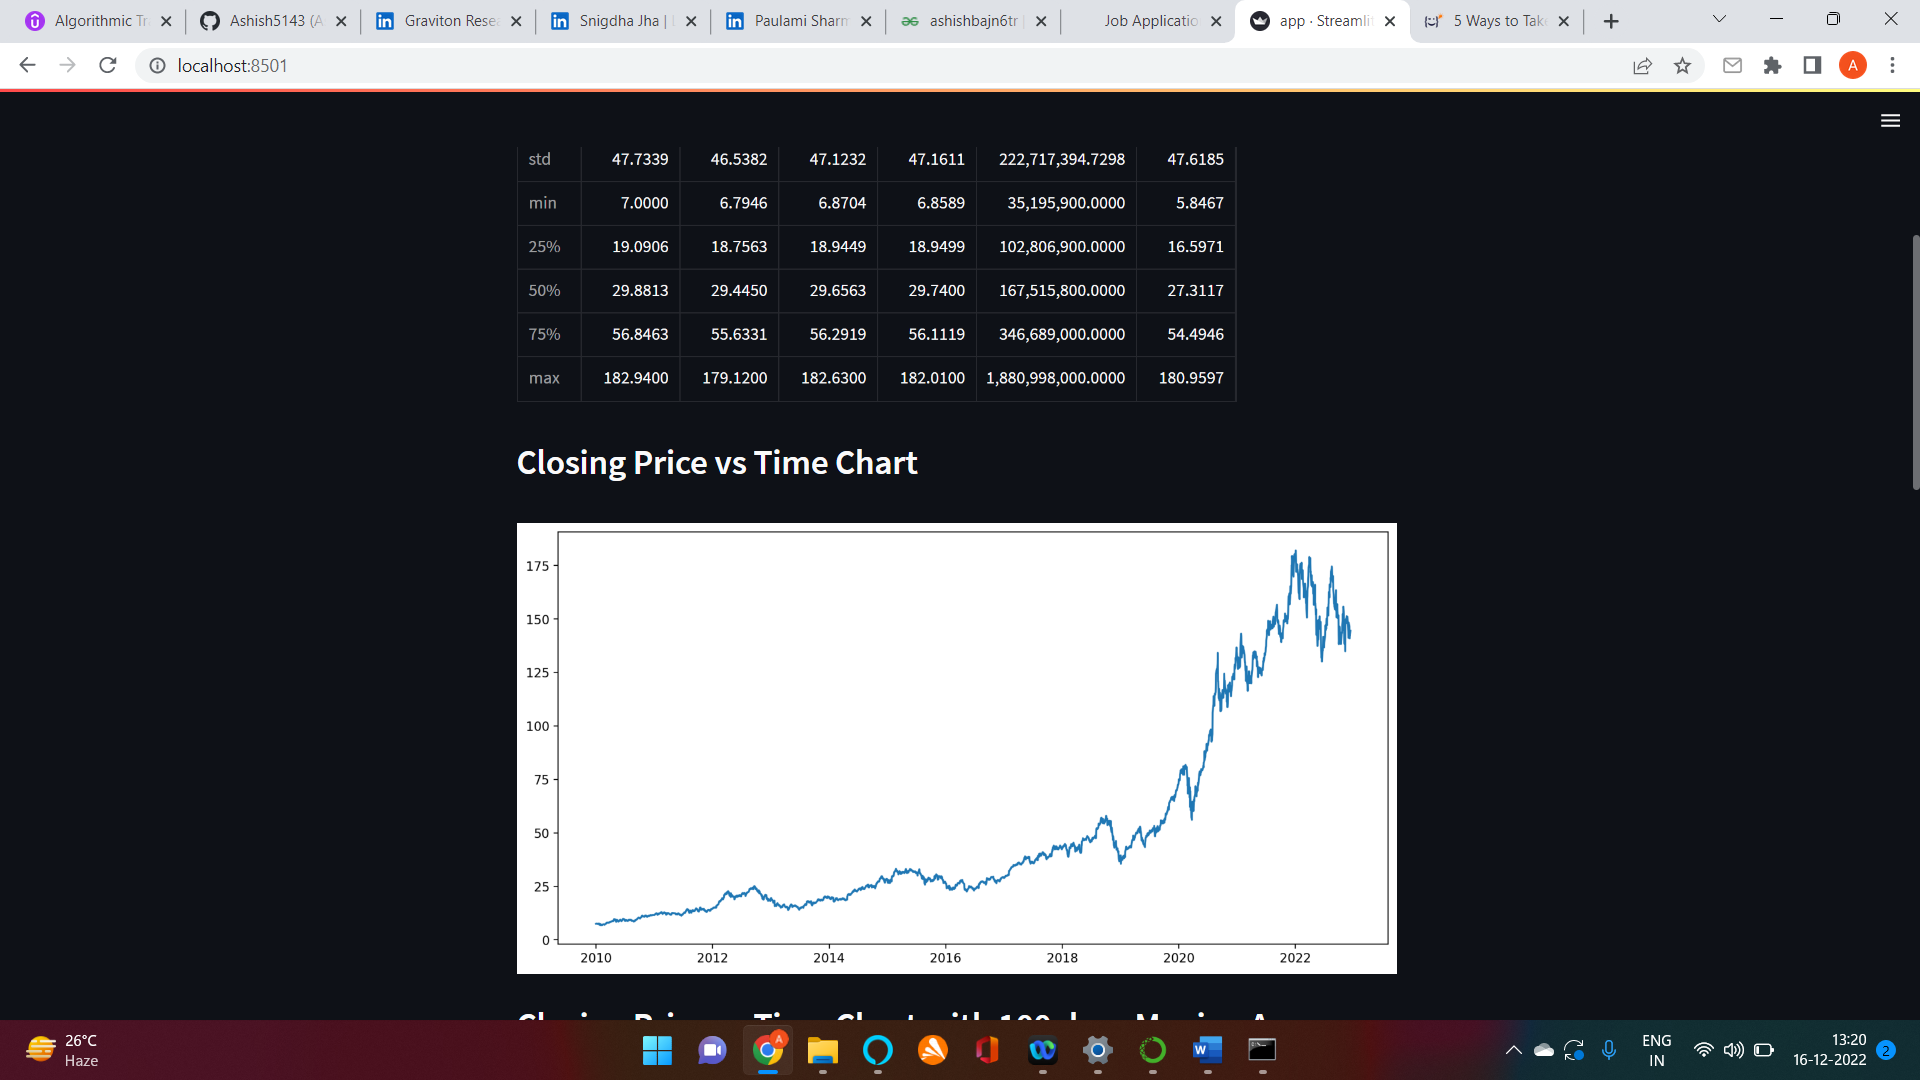 Algorithmic Tr
Ashish5143 (A
Graviton Rese
Snigdha Jha |
Paulami Sharm
ashishbajn6tr |
Job Applicatio
app · Streamli
5 Ways to Take
localhost:8501
A
std 47.7339 46.5382 47.1232 47.1611 222,717,394.7298 47.6185
min 7.0000 6.7946 6.8704 6.8589 35,195,900.0000 5.8467
25% 19.0906 18.7563 18.9449 18.9499 102,806,900.0000 16.5971
50% 29.8813 29.4450 29.6563 29.7400 167,515,800.0000 27.3117
75% 56.8463 55.6331 56.2919 56.1119 346,689,000.0000 54.4946
max 182.9400 179.1200 182.6300 182.0100 1,880,998,000.0000 180.9597
Closing Price vs Time Chart
175
150
125
100
75
50
25
0
2010 2012 2014 2016 2018 2020 2022
26°C
Haze
ENG
IN
13:20
16-12-2022
2